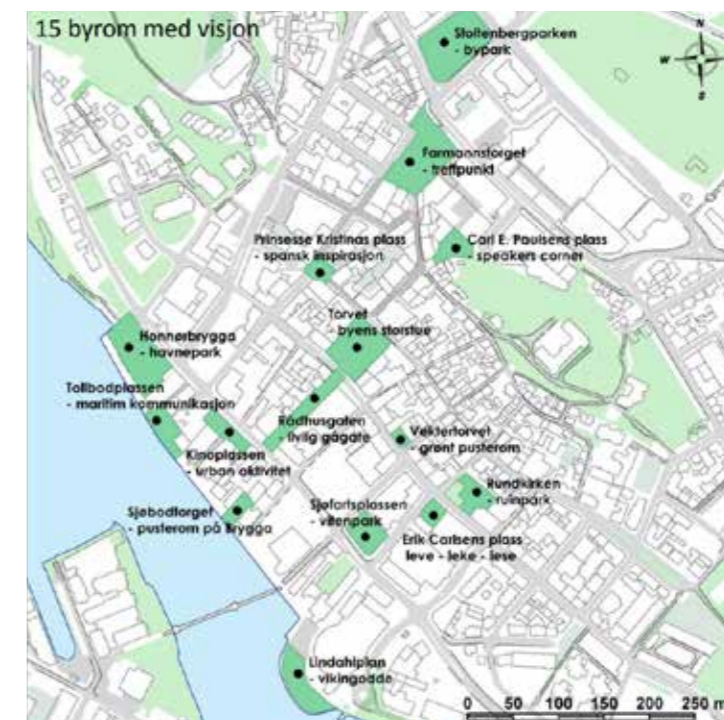 15 byrom med visjon
Stoltenbergparken
- bypark
N
W
S
Farmannstorget
- treffpunkt
Prinsesse Kristinas plass
- spansk inspirasjon
Carl E. Paulsens plass
- speakers corner
Torvet
- byens storstue
Honnørbrygga
- havnepark
Tollbodplassen
- maritim kommunikasjon
Rådhusgaten
- livlig gågate
Kinoplassen
- urban aktivitet
Vektertorvet
- grønt pusterom
Rundkirken
- ruinpark
Sjøbodtorget
- pusterom på Brygga
Sjøfartsplassen
- vitenpark
Erik Carlsens plass
leve - leke - lese
Lindahlplan
- vikingodde
0 50 100 150 200 250 m